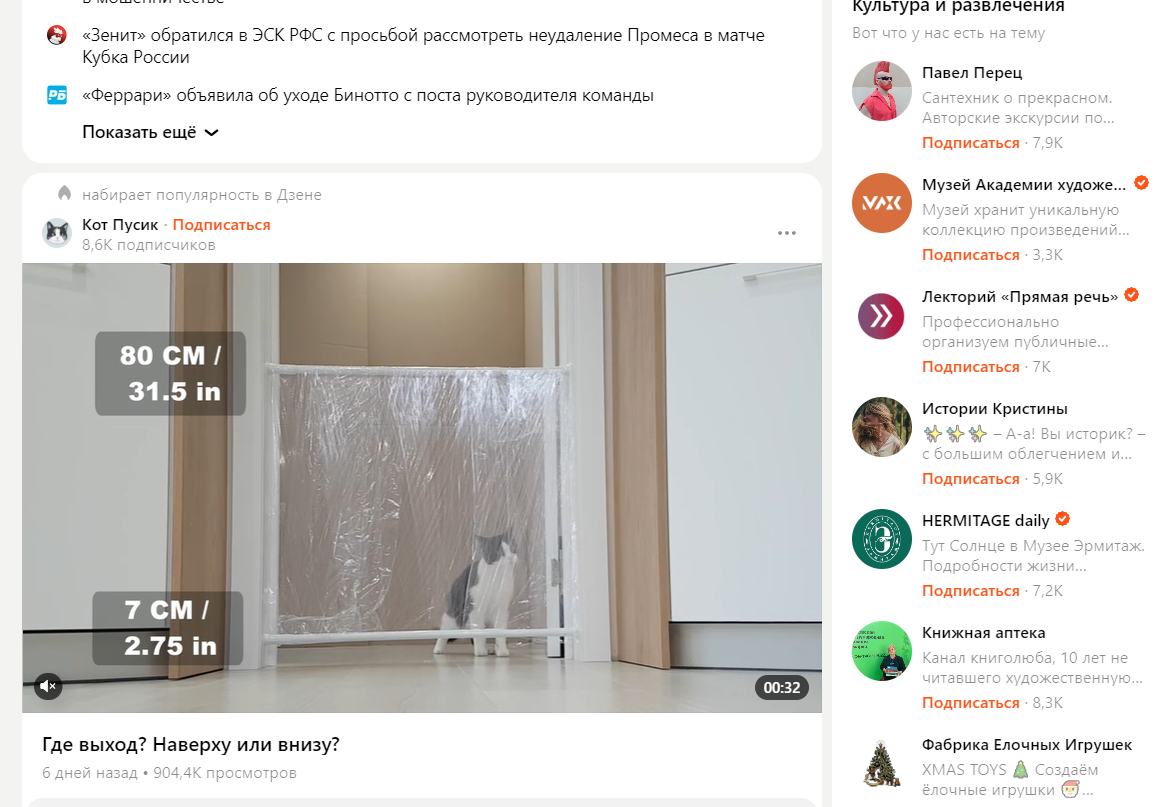 в мошенничестве
«Зенит» обратился в ЭСК РФС с просьбой рассмотреть неудаление Промеса в матче
Кубка России
РБ
«Феррари» объявила об уходе Бинотто с поста руководителя команды
Показать ещё
набирает популярность в Дзене
Кот Пусик · Подписаться
8,6K подписчиков
80 CM /
31.5 in
7 CM /
2.75 in
00:32
Где выход? Наверху или внизу?
6 дней назад • 904,4K просмотров
Культура и развлечения
Вот что у нас есть на тему
Павел Перец
Сантехник о прекрасном.
Авторские экскурсии по...
Подписаться · 7,9K
Музей Академии художе...
Музей хранит уникальную
коллекцию произведений...
Подписаться · 3,3K
Лекторий «Прямая речь»
Профессионально
организуем публичные...
Подписаться · 7K
Истории Кристины
✨✨✨ – А-а! Вы историк? –
с большим облегчением и...
Подписаться · 5,9K
HERMITAGE daily
Тут Солнце в Музее Эрмитаж.
Подробности жизни...
Подписаться · 7,2K
Книжная аптека
Канал книголюба, 10 лет не
читавшего художественную...
Подписаться · 8,3K
Фабрика Елочных Игрушек
XMAS TOYS 🎄 Создаём
ёлочные игрушки 🎅...